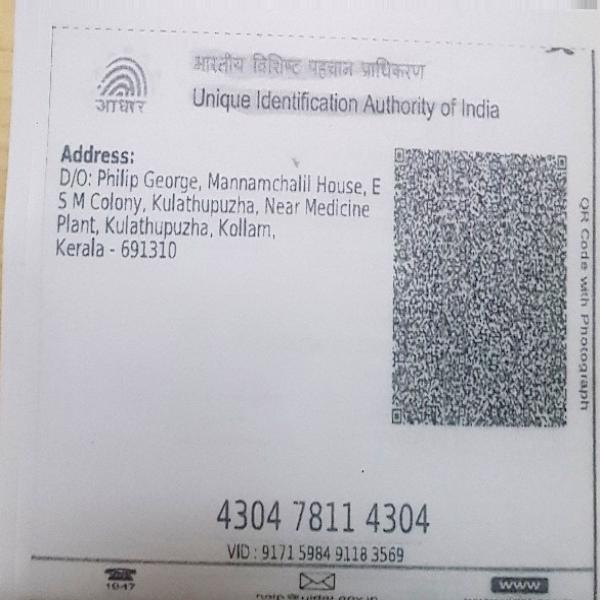 भारतीय विशिष्ट पहचान प्राधिकरण
आधार
Unique Identification Authority of India
Address:
D/O: Philip George, Mannamchalil House, E
S M Colony, Kulathupuzha, Near Medicine
Plant, Kulathupuzha, Kollam,
Kerala - 691310
QR Code with Photograph
4304 7811 4304
VID : 9171 5984 9118 3569
1947
www